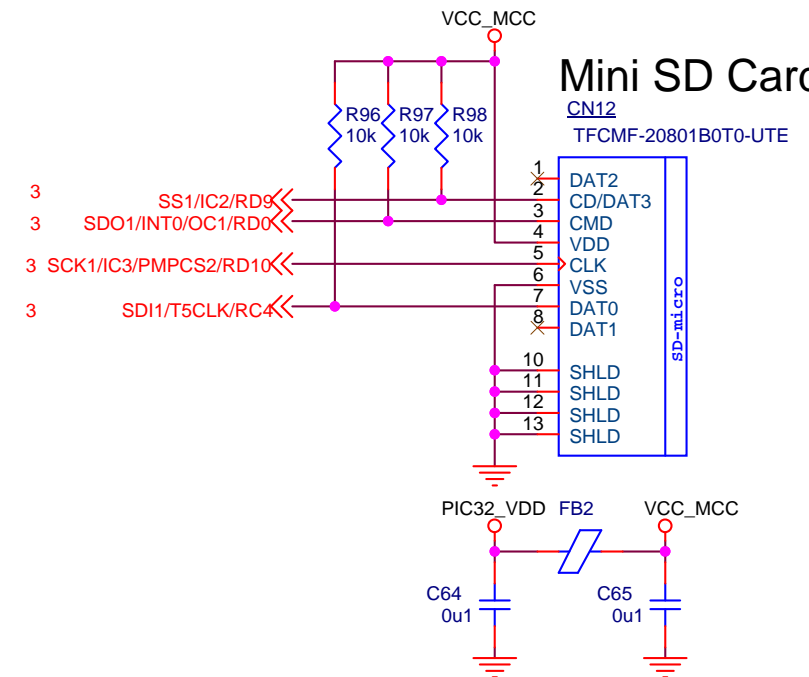 VCC_MCC
Mini SD Card
CN12
TFCMF-20801B0T0-UTE
R96
10k
R97
10k
R98
10k
3 SS1/IC2/RD9
3 SDO1/INT0/OC1/RD0
3 SCK1/IC3/PMPCS2/RD10
3 SDI1/T5CLK/RC4
1 DAT2
2 CD/DAT3
3 CMD
4 VDD
5 CLK
6 VSS
7 DAT0
8 DAT1
10 SHLD
11 SHLD
12 SHLD
13 SHLD
SD-micro
PIC32_VDD
FB2
VCC_MCC
C64
0u1
C65
0u1